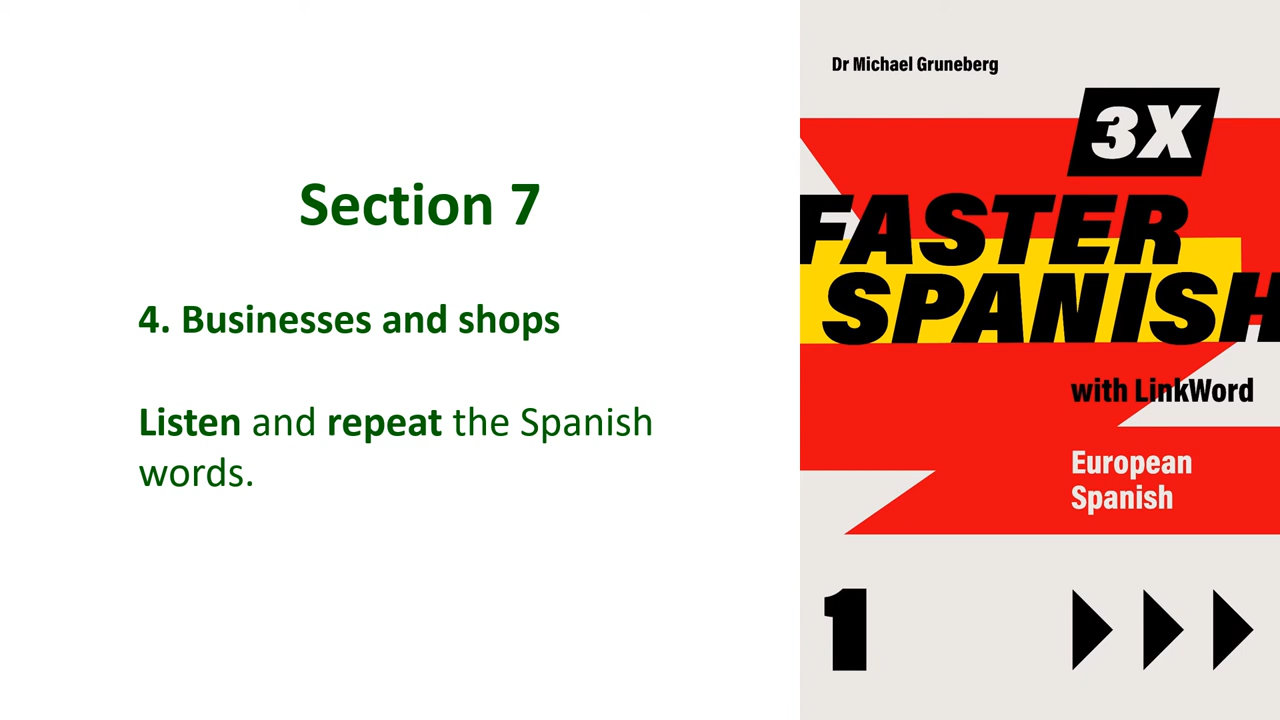 Section 7
4. Businesses and shops
Listen and repeat the Spanish
words.
Dr Michael Gruneberg
3X
FASTER
SPANISH
with LinkWord
European
Spanish
1